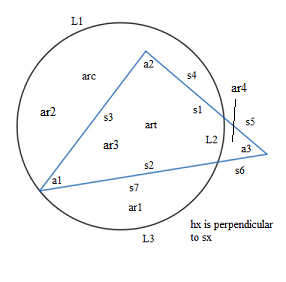 L1
arc
a2
s4
ar4
ar2
s3
s1
s5
art
L2
ar3
a3
s2
s6
a1
s7
ar1
hx is perpendicular
to sx
L3